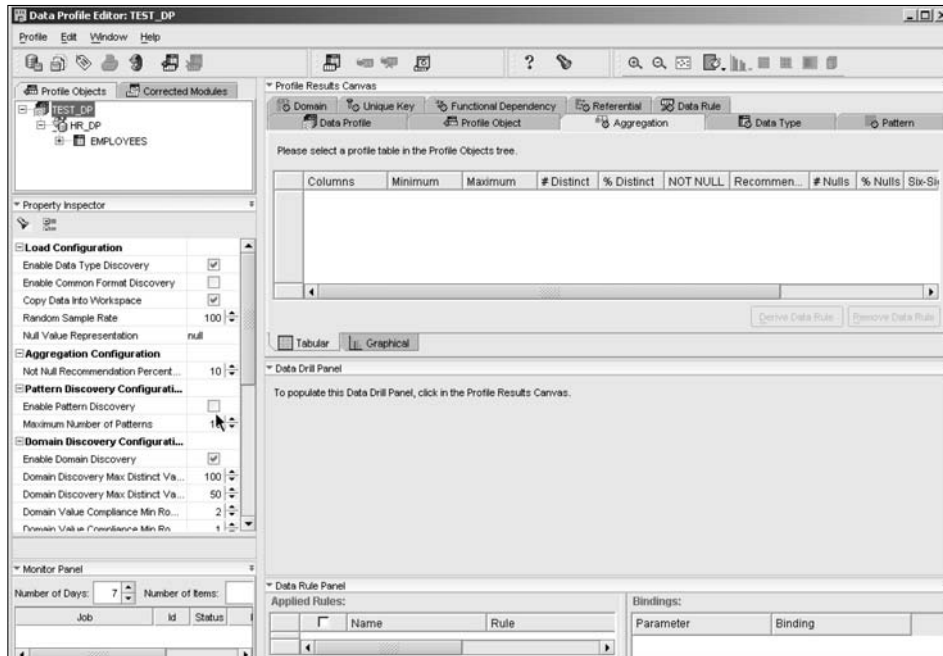 Data Profile Editor: TEST_DP
Profile Edit Window Help
Profile Objects Corrected Modules
TEST_DP
HR_DP
EMPLOYEES
Property Inspector
Load Configuration
Enable Data Type Discovery
Enable Common Format Discovery
Copy Data Into Workspace
Random Sample Rate 100
Null Value Representation null
Aggregation Configuration
Not Null Recommendation Percent... 10
Pattern Discovery Configurati...
Enable Pattern Discovery
Maximum Number of Patterns
Domain Discovery Configurati...
Enable Domain Discovery
Domain Discovery Max Distinct Va... 100
Domain Discovery Max Distinct Va... 50
Domain Value Compliance Min Ro... 2
Domain Value Compliance Min Ro 1
Monitor Panel
Number of Days: 7 Number of Items:
Job Id Status
Profile Results Canvas
Domain Unique Key Functional Dependency Referential Data Rule
Data Profile Profile Object Aggregation Data Type Pattern
Please select a profile table in the Profile Objects tree.
Columns Minimum Maximum # Distinct % Distinct NOT NULL Recommen... # Nulls % Nulls Six-Si
Derive Data Rule Remove Data Rule
Tabular Graphical
Data Drill Panel
To populate this Data Drill Panel, click in the Profile Results Canvas.
Data Rule Panel
Applied Rules: Bindings:
Name Rule Parameter Binding